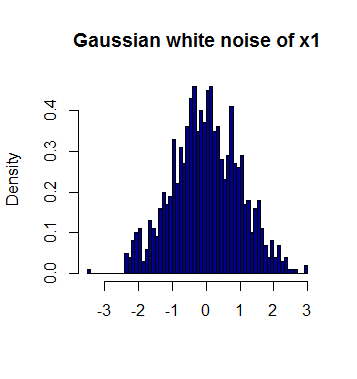 Gaussian white noise of x1
Density
0.0 0.1 0.2 0.3 0.4
-3 -2 -1 0 1 2 3